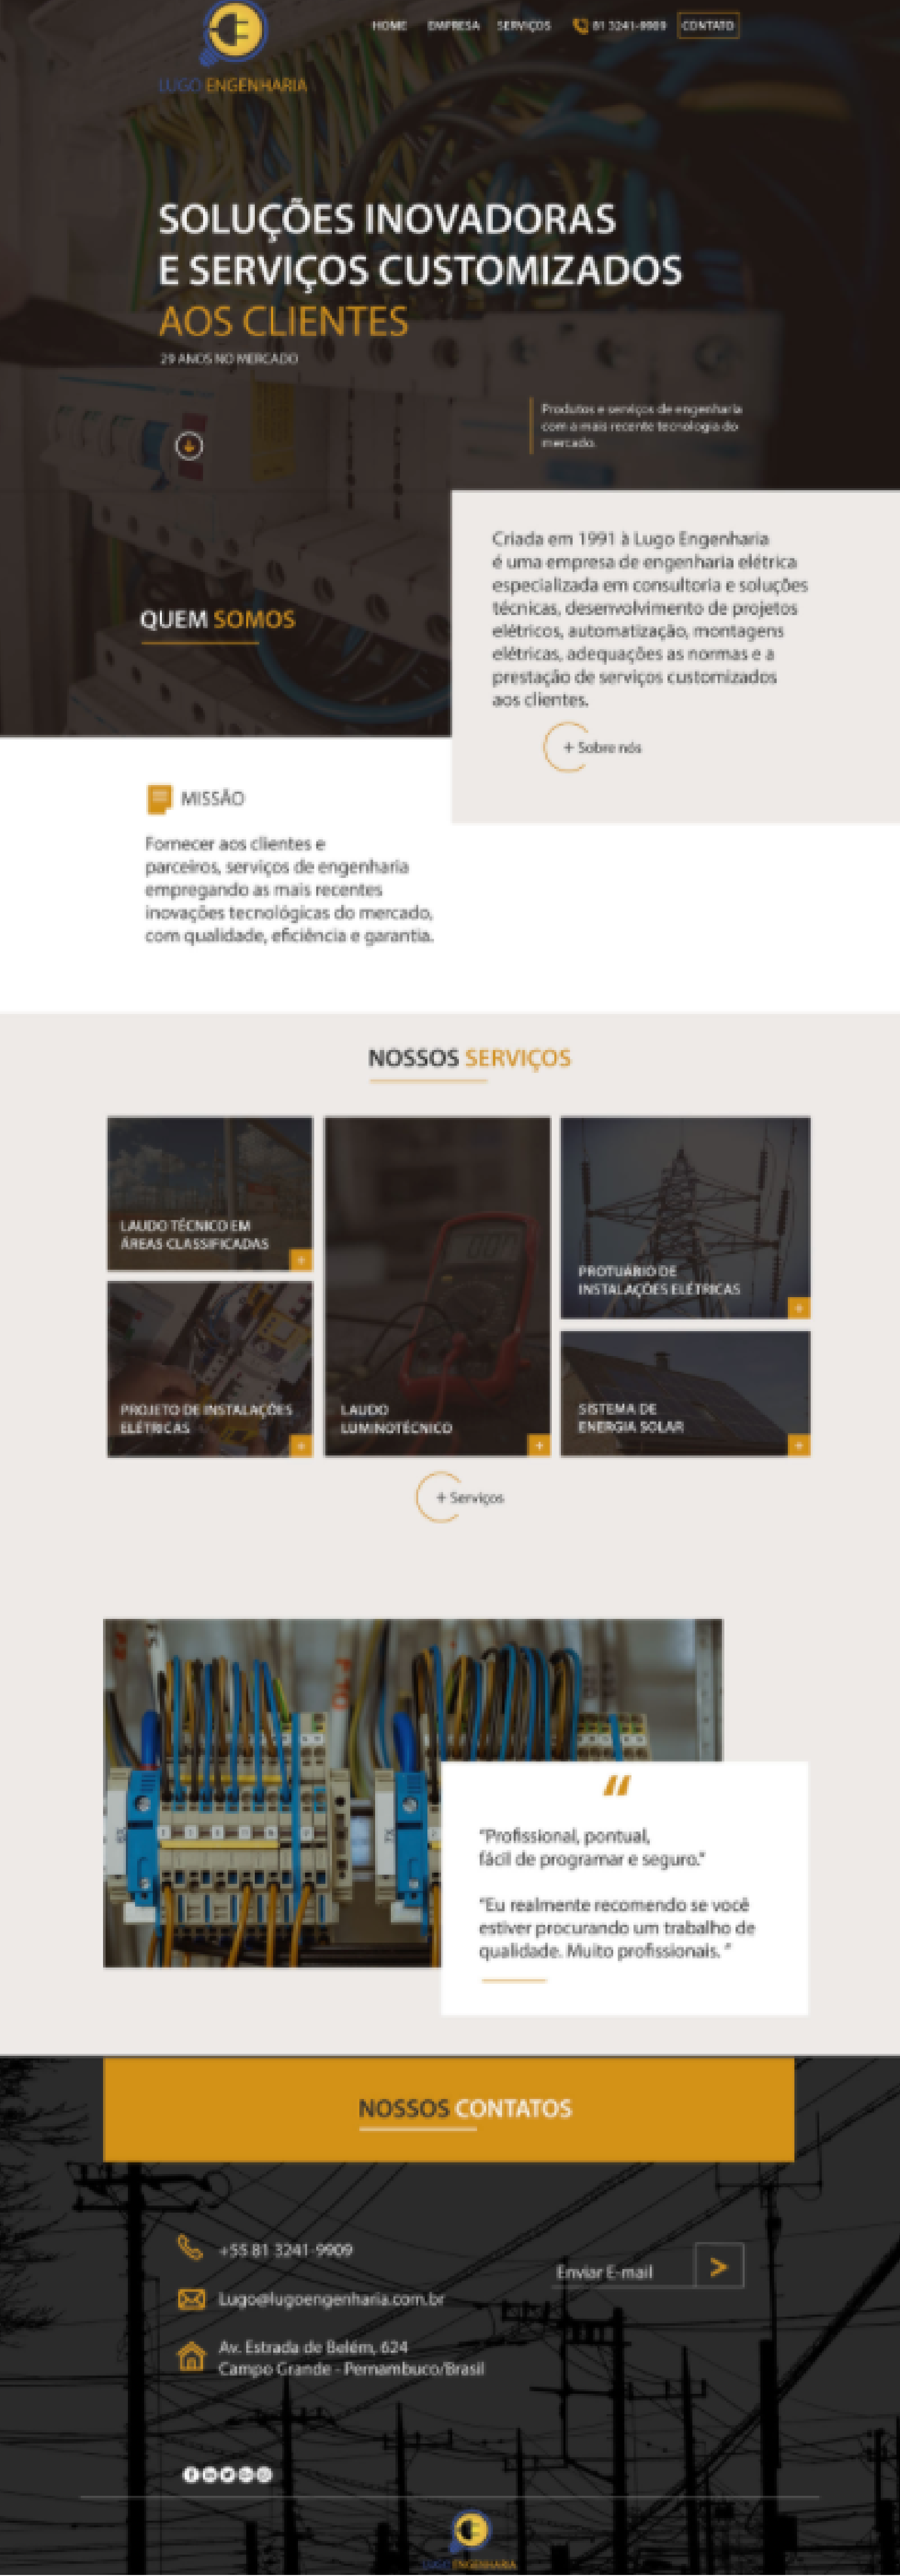 HOME EMPRESA SERVIÇOS 81 3241-9909 CONTATO
LUGO ENGENHARIA
SOLUÇÕES INOVADORAS
E SERVIÇOS CUSTOMIZADOS
AOS CLIENTES
29 ANOS NO MERCADO
Produtos e serviços de engenharia
com a mais recente tecnologia do
mercado.
QUEM SOMOS
Criada em 1991 à Lugo Engenharia
é uma empresa de engenharia elétrica
especializada em consultoria e soluções
técnicas, desenvolvimento de projetos
elétricos, automatização, montagens
elétricas, adequações as normas e a
prestação de serviços customizados
aos clientes.
+ Sobre nós
MISSÃO
Fornecer aos clientes e
parceiros, serviços de engenharia
empregando as mais recentes
inovações tecnológicas do mercado,
com qualidade, eficiência e garantia.
NOSSOS SERVIÇOS
LAUDO TÉCNICO EM
ÁREAS CLASSIFICADAS
+
PROJETO DE INSTALAÇÕES
ELÉTRICAS
+
LAUDO
LUMINOTÉCNICO
+
PROTUÁRIO DE
INSTALAÇÕES ELÉTRICAS
+
SISTEMA DE
ENERGIA SOLAR
+
+ Serviços
"Profissional, pontual,
fácil de programar e seguro."
"Eu realmente recomendo se você
estiver procurando um trabalho de
qualidade. Muito profissionais. "
NOSSOS CONTATOS
+55 81 3241-9909
Lugo@lugoengenharia.com.br
Av. Estrada de Belém, 624
Campo Grande - Pernambuco/Brasil
Enviar E-mail >
LUGO ENGENHARIA